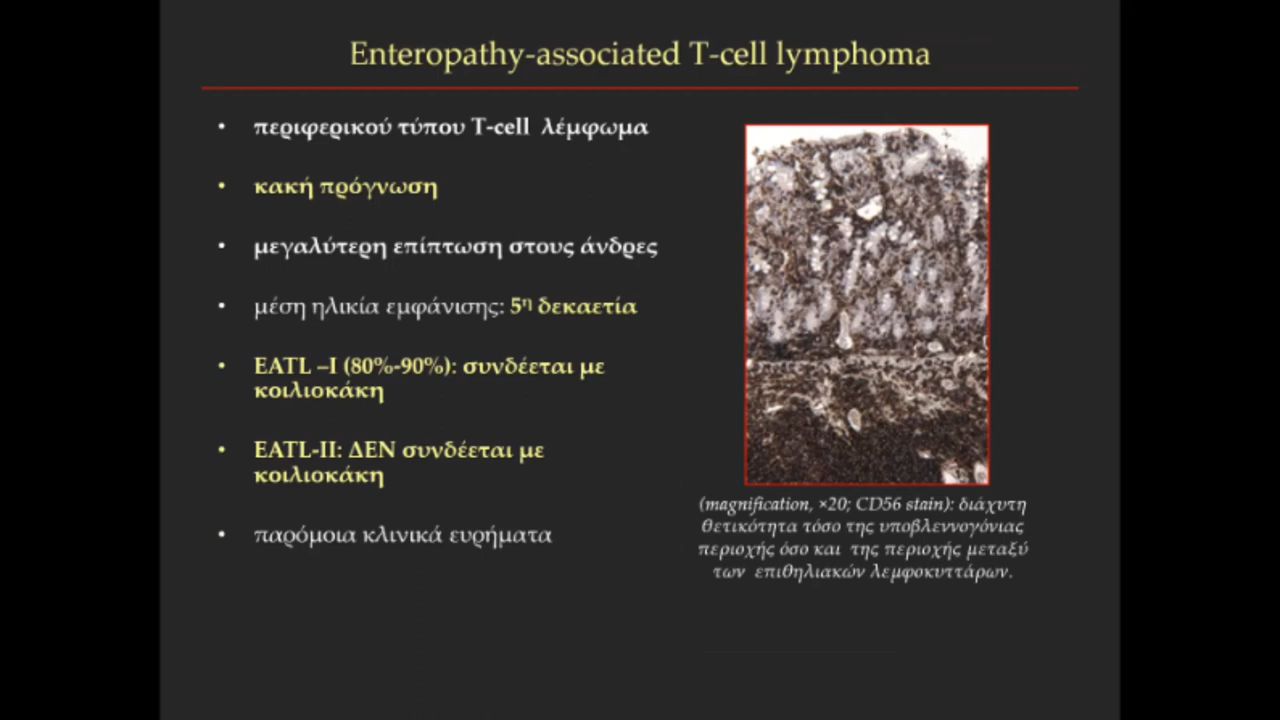 Enteropathy-associated T-cell lymphoma
• περιφερικού τύπου T-cell λέμφωμα
• κακή πρόγνωση
• μεγαλύτερη επίπτωση στους άνδρες
• μέση ηλικία εμφάνισης: 5η δεκαετία
• EATL –I (80%-90%): συνδέεται με
κοιλιοκάκη
• EATL-II: ΔΕΝ συνδέεται με
κοιλιοκάκη
• παρόμοια κλινικά ευρήματα
(magnification, ×20; CD56 stain): διάχυτη
θετικότητα τόσο της υποβλεννογόνιας
περιοχής όσο και της περιοχής μεταξύ
των επιθηλιακών λεμφοκυττάρων.